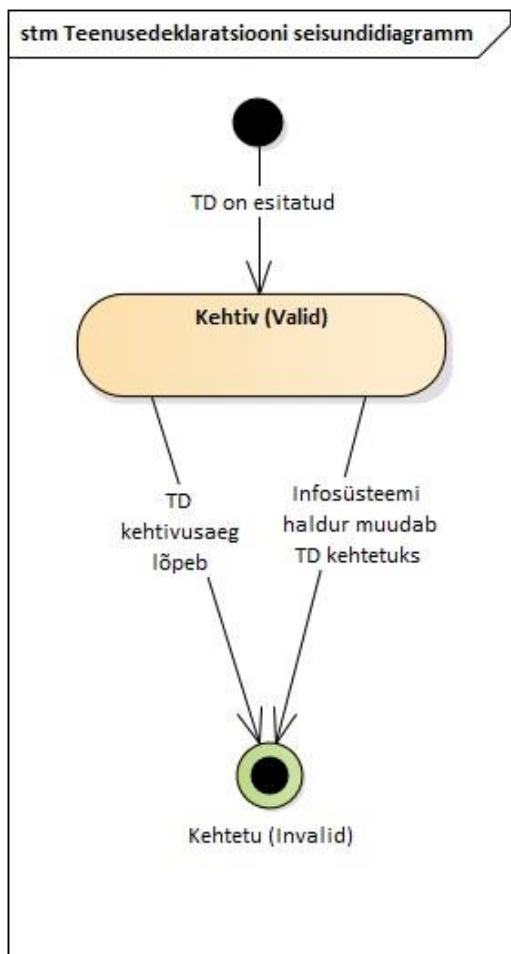 stm Teenusedeklaratsiooni seisundidiagramm
TD on esitatud
Kehtiv (Valid)
TD
kehtivusaeg
lõpeb
Infosüsteemi
haldur muudab
TD kehtetuks
Kehtetu (Invalid)